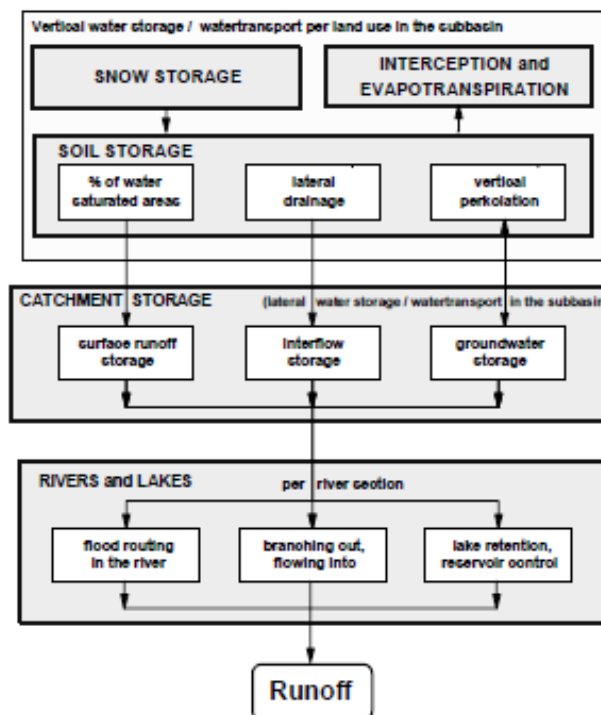 Vertical water storage / watertransport per land use in the subbasin
SNOW STORAGE
INTERCEPTION and
EVAPOTRANSPIRATION
SOIL STORAGE
% of water
saturated areas
lateral
drainage
vertical
perkolation
CATCHMENT STORAGE
(lateral water storage / watertransport in the subbasin
surface runoff
storage
interflow
storage
groundwater
storage
RIVERS and LAKES
per river section
flood routing
in the river
branching out,
flowing into
lake retention,
reservoir control
Runoff